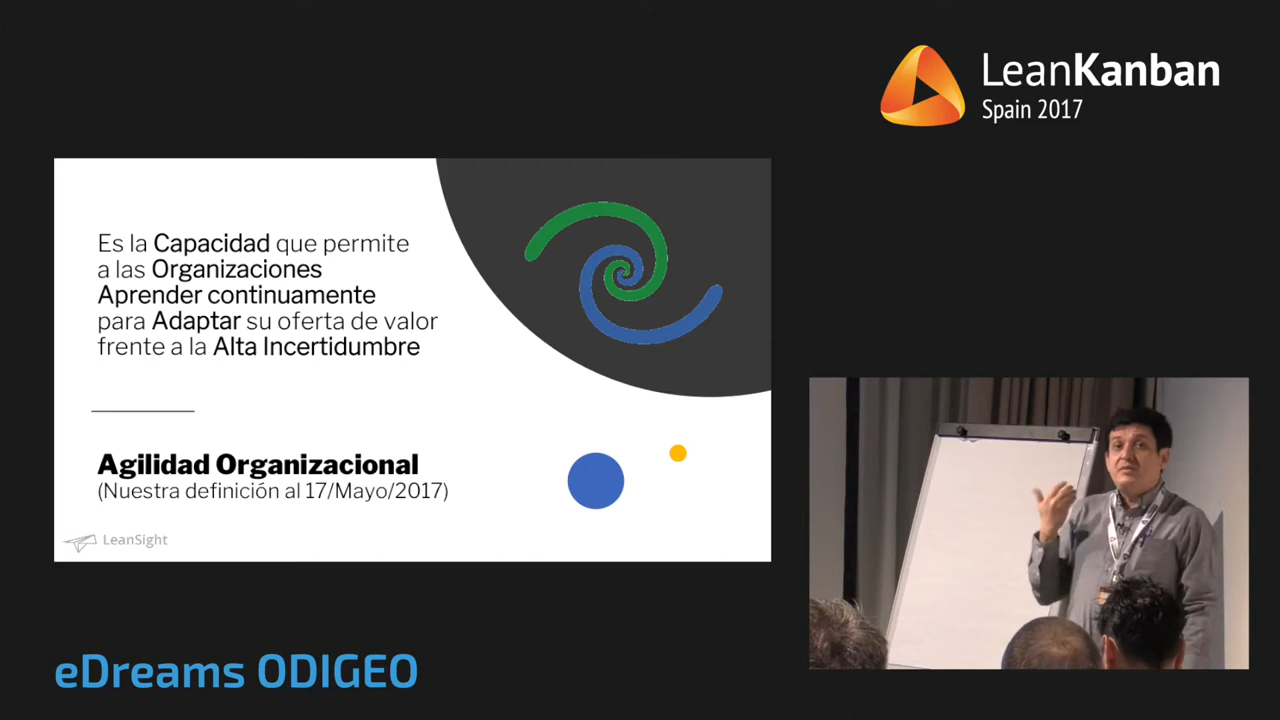 LeanKanban
Spain 2017
Es la Capacidad que permite
a las Organizaciones
Aprender continuamente
para Adaptar su oferta de valor
frente a la Alta Incertidumbre
Agilidad Organizacional
(Nuestra definición al 17/Mayo/2017)
LeanSight
eDreams ODIGEO